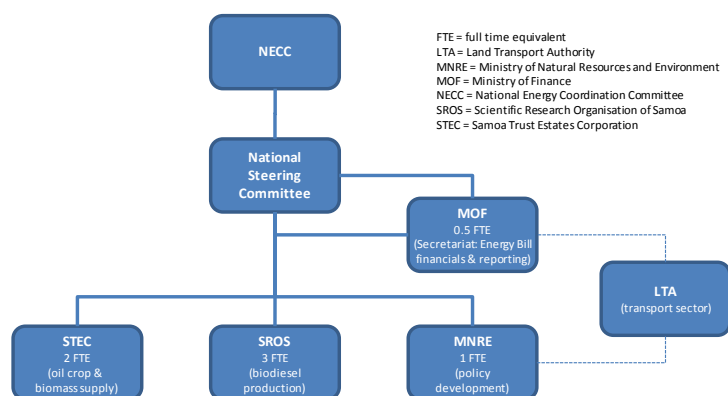 NECC
FTE = full time equivalent
LTA = Land Transport Authority
MNRE = Ministry of Natural Resources and Environment
MOF = Ministry of Finance
NECC = National Energy Coordination Committee
SROS = Scientific Research Organisation of Samoa
STEC = Samoa Trust Estates Corporation
National
Steering
Committee
MOF
0.5 FTE
(Secretariat: Energy Bill
financials & reporting)
LTA
(transport sector)
STEC
2 FTE
(oil crop &
biomass supply)
SROS
3 FTE
(biodiesel
production)
MNRE
1 FTE
(policy
development)